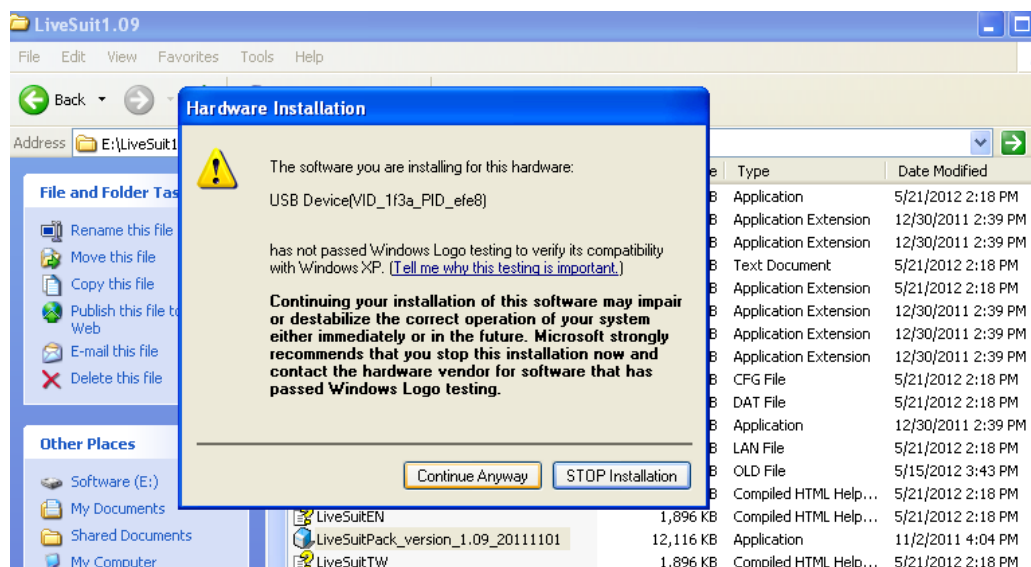 LiveSuit1.09
File Edit View Favorites Tools Help
Back
Address E:\LiveSuit1
Hardware Installation
The software you are installing for this hardware:
USB Device(VID_1f3a_PID_efe8)
has not passed Windows Logo testing to verify its compatibility
with Windows XP. (Tell me why this testing is important.)
Continuing your installation of this software may impair
or destabilize the correct operation of your system
either immediately or in the future. Microsoft strongly
recommends that you stop this installation now and
contact the hardware vendor for software that has
passed Windows Logo testing.
Continue Anyway STOP Installation
File and Folder Tas
Rename this file
Move this file
Copy this file
Publish this file to
Web
E-mail this file
Delete this file
Other Places
Software (E:)
My Documents
Shared Documents
My Computer
e Type Date Modified
B Application 5/21/2012 2:18 PM
B Application Extension 12/30/2011 2:39 PM
B Application Extension 12/30/2011 2:39 PM
B Text Document 5/21/2012 2:18 PM
B Application Extension 5/21/2012 2:18 PM
B Application Extension 12/30/2011 2:39 PM
B Application Extension 12/30/2011 2:39 PM
B Application Extension 12/30/2011 2:39 PM
B CFG File 5/21/2012 2:18 PM
B DAT File 5/21/2012 2:18 PM
B Application 12/30/2011 2:39 PM
B LAN File 5/21/2012 2:18 PM
B OLD File 5/15/2012 3:43 PM
B Compiled HTML Help... 5/21/2012 2:18 PM
LiveSuitEN 1,896 KB Compiled HTML Help... 5/21/2012 2:18 PM
LiveSuitPack_version_1.09_20111101 12,116 KB Application 11/2/2011 4:04 PM
LiveSuitTW 1,896 KB Compiled HTML Help... 5/21/2012 2:18 PM